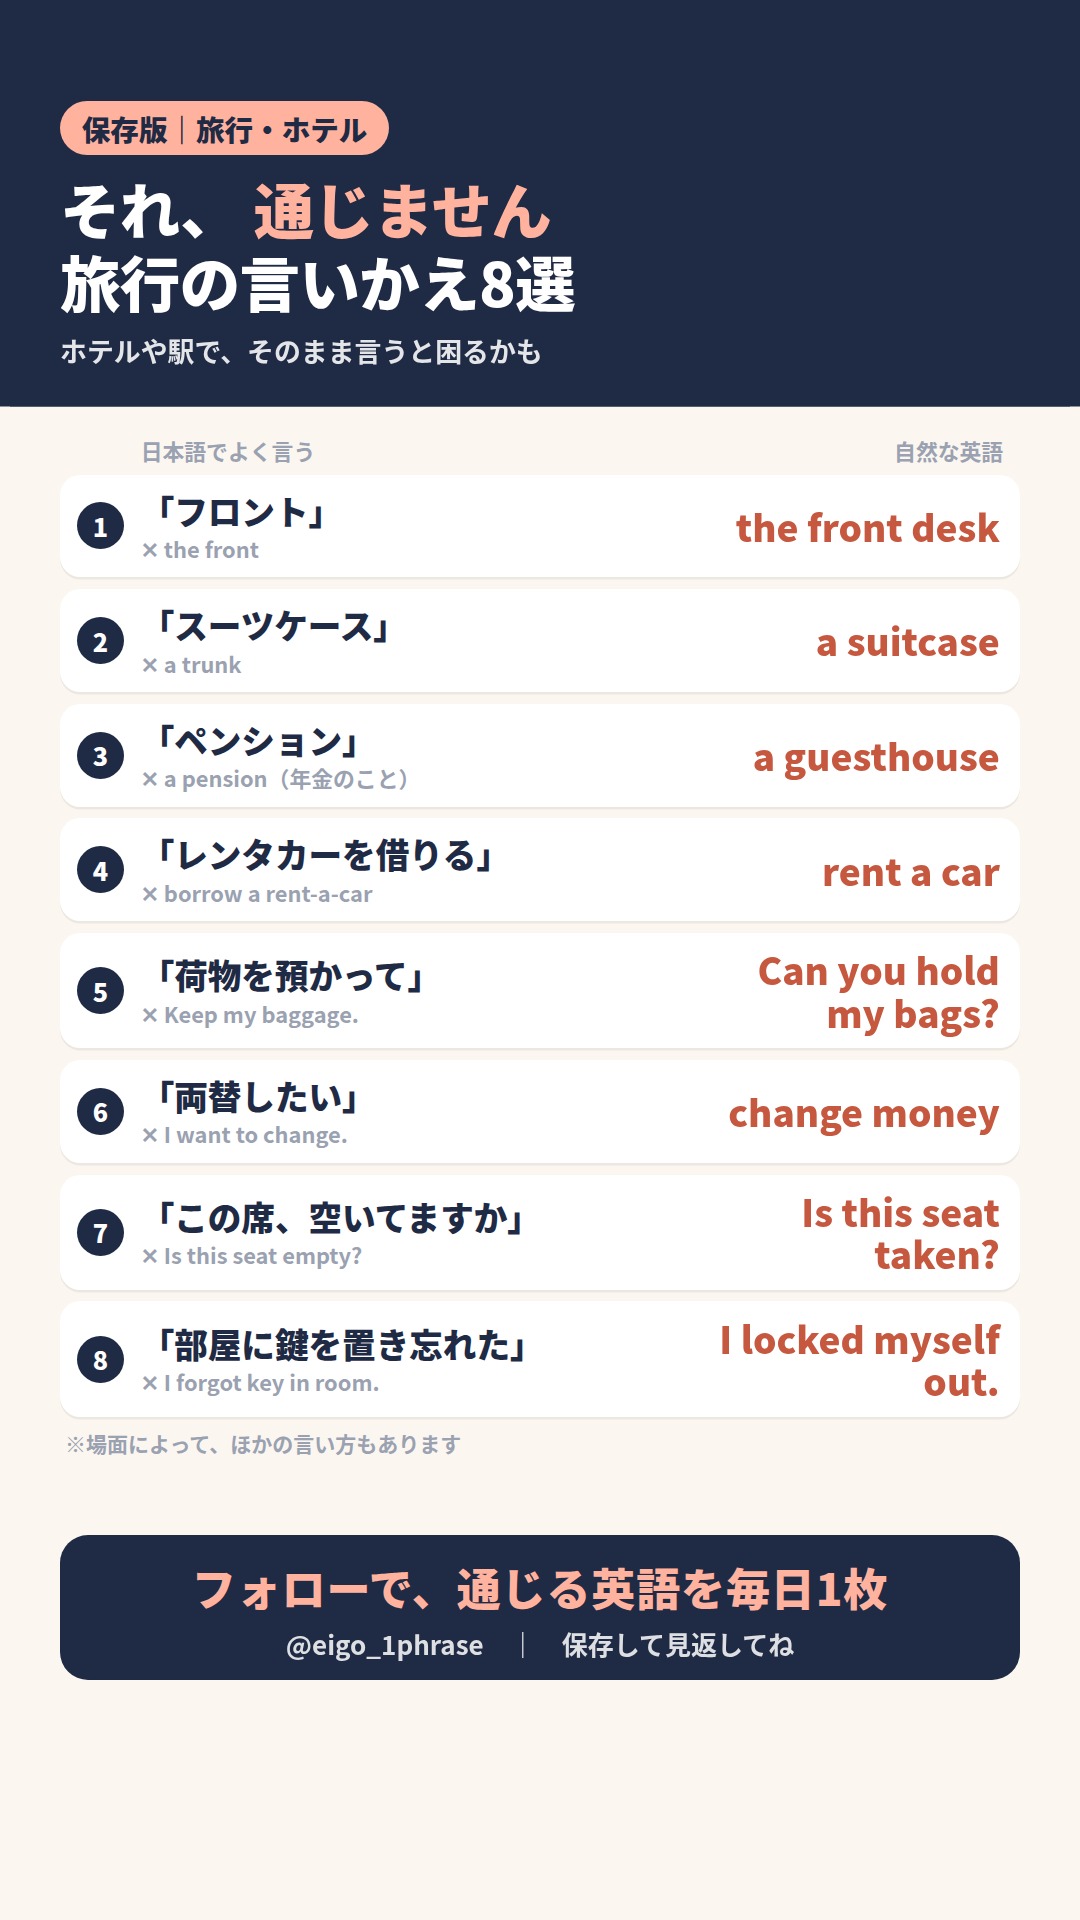 保存版｜旅行・ホテル
それ、通じません
旅行の言いかえ8選
ホテルや駅で、そのまま言うと困るかも
日本語でよく言う
自然な英語
1
「フロント」
✕ the front
the front desk
2
「スーツケース」
✕ a trunk
a suitcase
3
「ペンション」
✕ a pension（年金のこと）
a guesthouse
4
「レンタカーを借りる」
✕ borrow a rent-a-car
rent a car
5
「荷物を預かって」
✕ Keep my baggage.
Can you hold
my bags?
6
「両替したい」
✕ I want to change.
change money
7
「この席、空いてますか」
✕ Is this seat empty?
Is this seat
taken?
8
「部屋に鍵を置き忘れた」
✕ I forgot key in room.
I locked myself
out.
※場面によって、ほかの言い方もあります
フォローで、通じる英語を毎日1枚
@eigo_1phrase ｜ 保存して見返してね